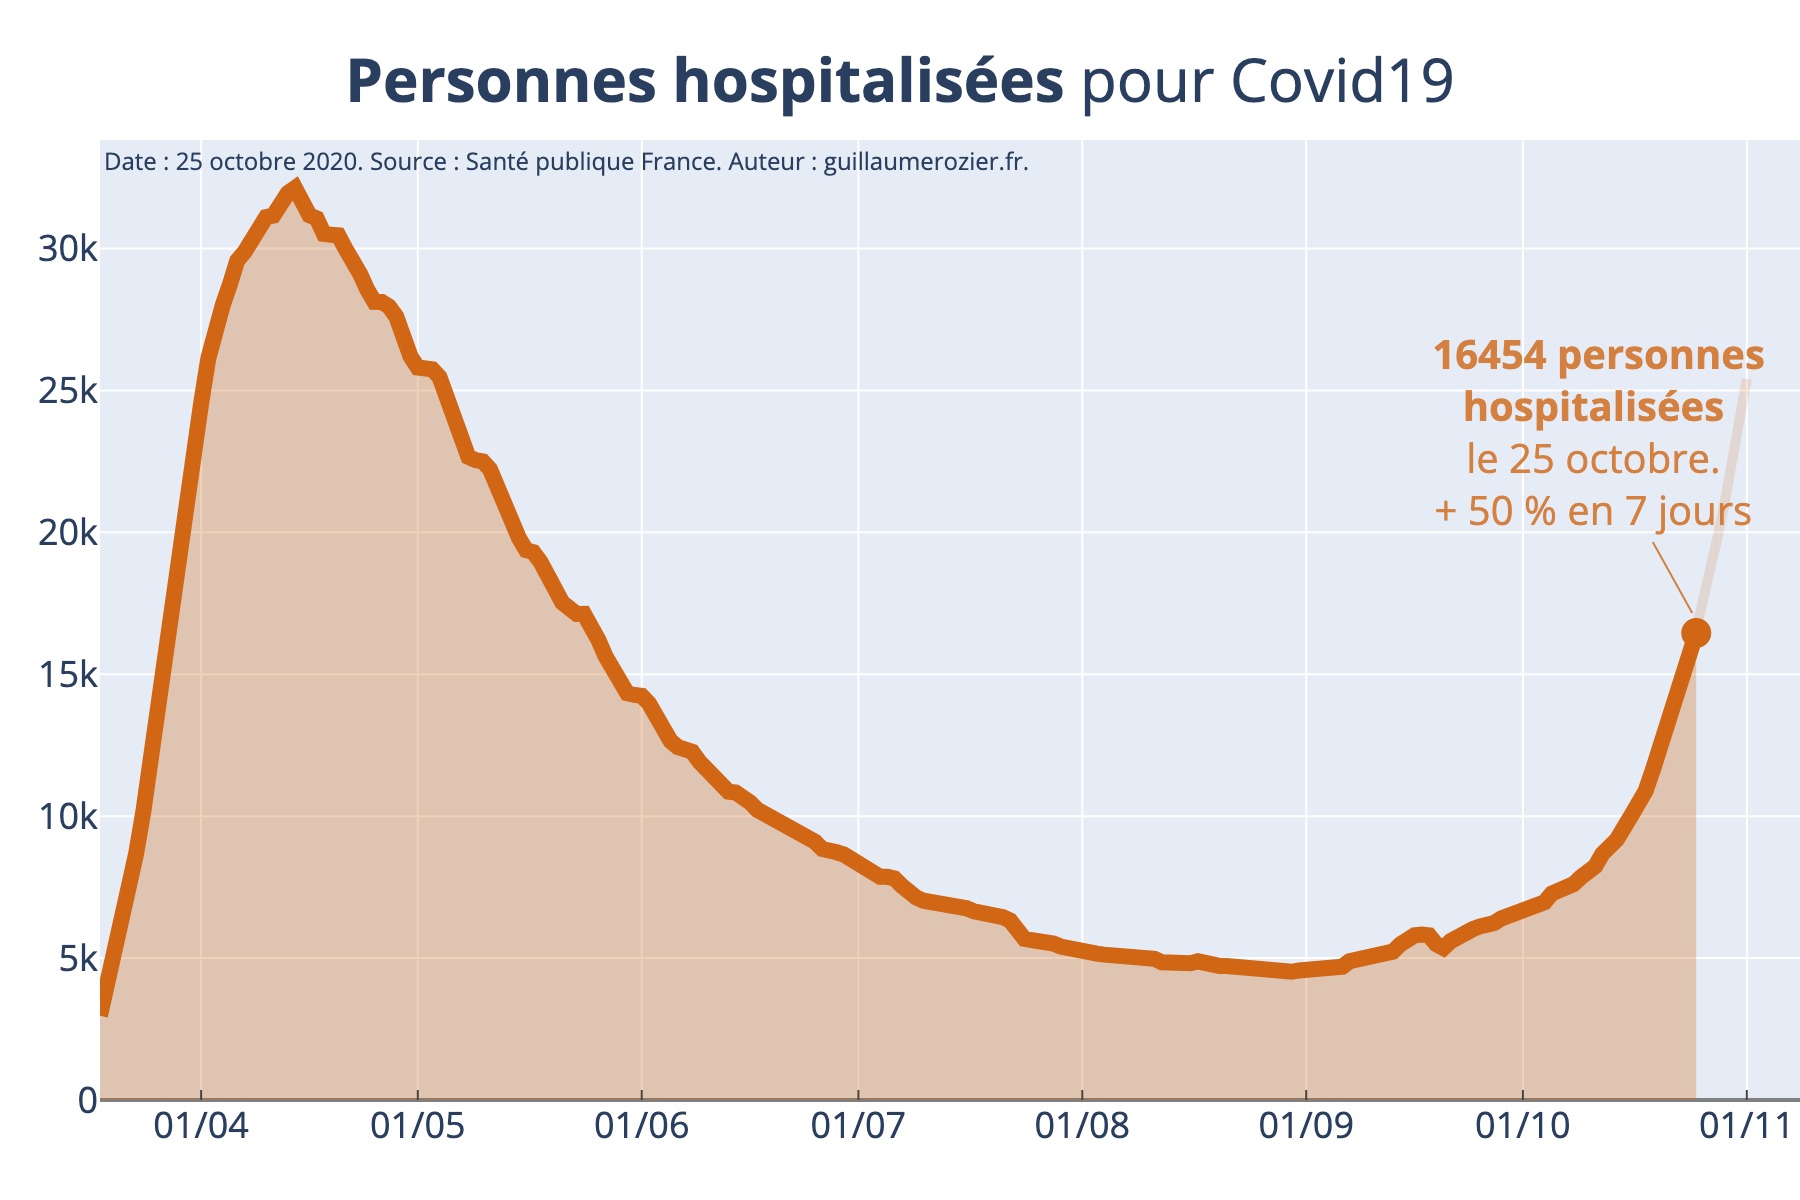 Personnes hospitalisées pour Covid19
Date : 25 octobre 2020. Source : Santé publique France. Auteur : guillaumerozier.fr.
30k
25k
20k
15k
10k
5k
0
16454 personnes
hospitalisées
le 25 octobre.
+ 50 % en 7 jours
01/04
01/05
01/06
01/07
01/08
01/09
01/10
01/11